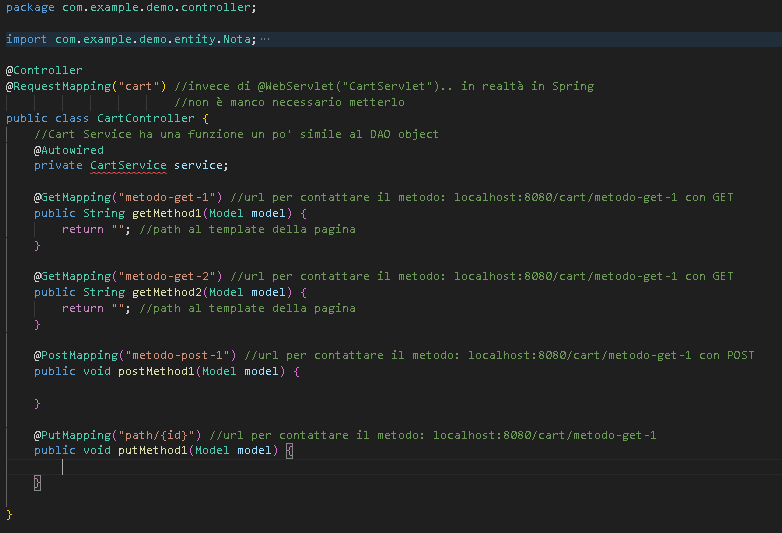 package com.example.demo.controller;
import com.example.demo.entity.Nota;…
@Controller
@RequestMapping("cart") //invece di @WebServlet("CartServlet").. in realtà in Spring
//non è manco necessario metterlo
public class CartController {
//Cart Service ha una funzione un po' simile al DAO object
@Autowired
private CartService service;
@GetMapping("metodo-get-1") //url per contattare il metodo: localhost:8080/cart/metodo-get-1 con GET
public String getMethod1(Model model) {
return ""; //path al template della pagina
}
@GetMapping("metodo-get-2") //url per contattare il metodo: localhost:8080/cart/metodo-get-1 con GET
public String getMethod2(Model model) {
return ""; //path al template della pagina
}
@PostMapping("metodo-post-1") //url per contattare il metodo: localhost:8080/cart/metodo-get-1 con POST
public void postMethod1(Model model) {
}
@PutMapping("path/{id}") //url per contattare il metodo: localhost:8080/cart/metodo-get-1
public void putMethod1(Model model) {
}
}